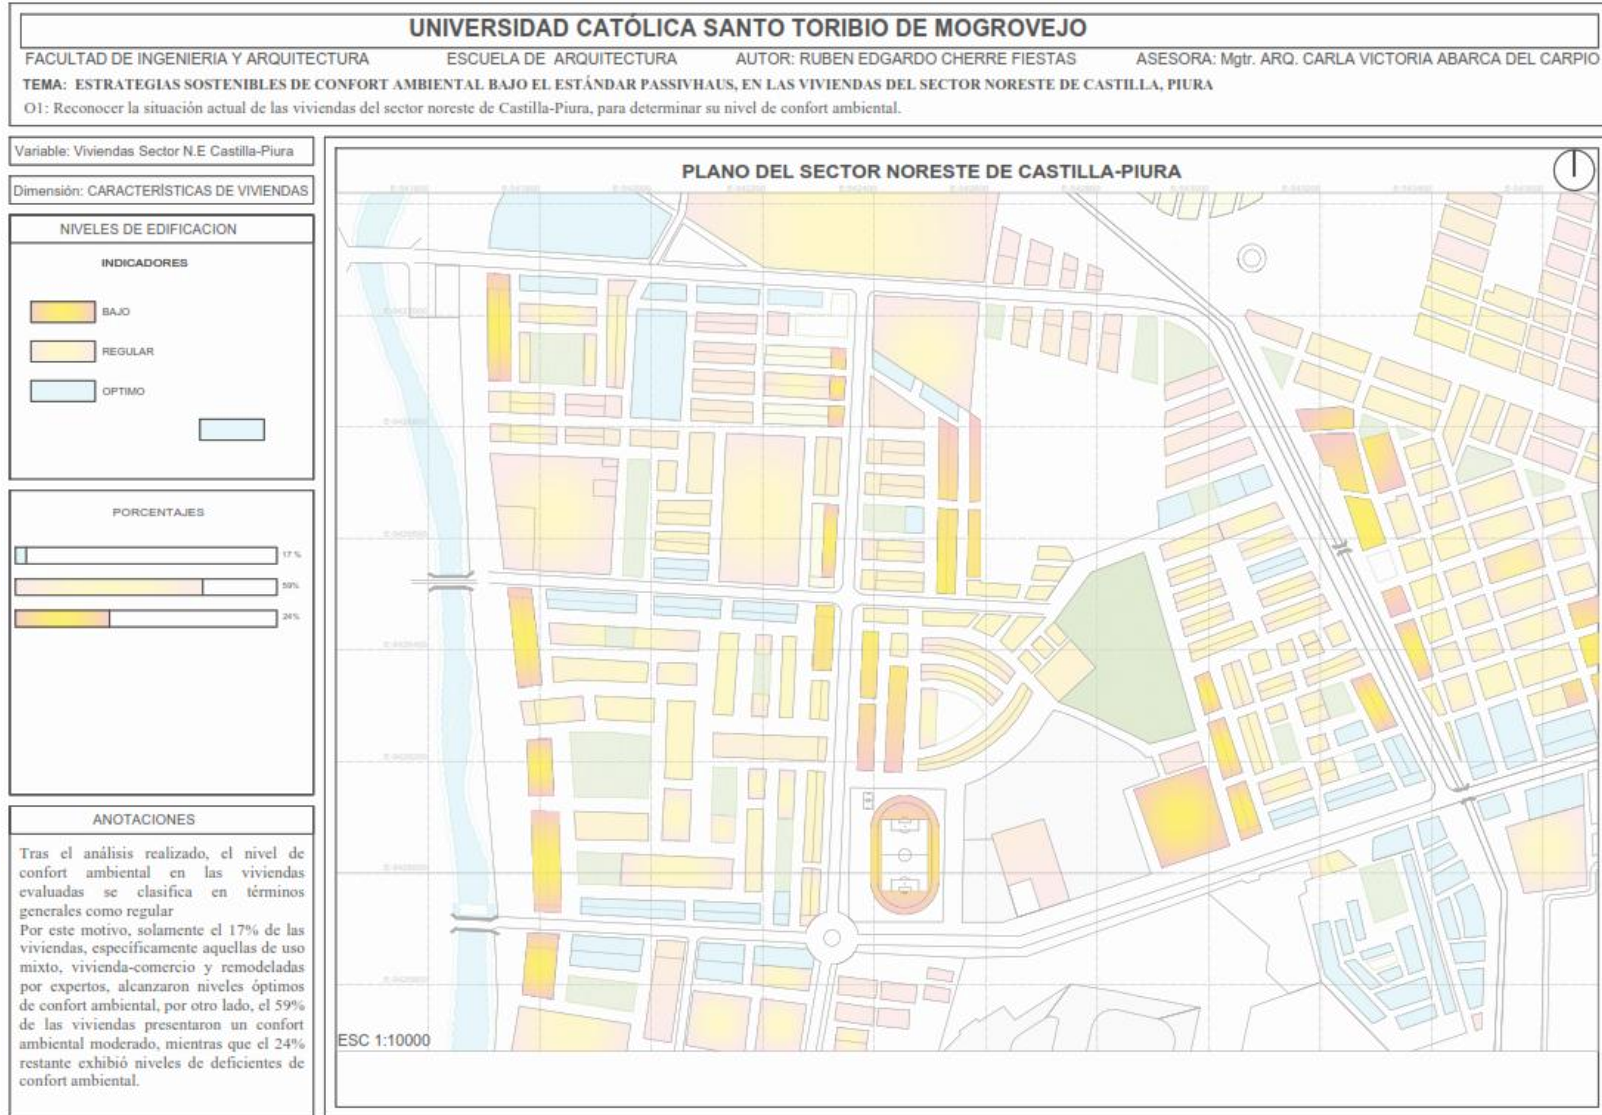 UNIVERSIDAD CATÓLICA SANTO TORIBIO DE MOGROVEJO
FACULTAD DE INGENIERIA Y ARQUITECTURA ESCUELA DE ARQUITECTURA AUTOR: RUBEN EDGARDO CHERRE FIESTAS ASESORA: Mgtr. ARQ. CARLA VICTORIA ABARCA DEL CARPIO
TEMA: ESTRATEGIAS SOSTENIBLES DE CONFORT AMBIENTAL BAJO EL ESTÁNDAR PASSIVHAUS, EN LAS VIVIENDAS DEL SECTOR NORESTE DE CASTILLA, PIURA
O1: Reconocer la situación actual de las viviendas del sector noreste de Castilla-Piura, para determinar su nivel de confort ambiental.
Variable: Viviendas Sector N.E Castilla-Piura
Dimensión: CARACTERÍSTICAS DE VIVIENDAS
NIVELES DE EDIFICACION
INDICADORES
BAJO
REGULAR
OPTIMO
PORCENTAJES
17 %
59%
24%
ANOTACIONES
Tras el análisis realizado, el nivel de
confort ambiental en las viviendas
evaluadas se clasifica en términos
generales como regular
Por este motivo, solamente el 17% de las
viviendas, específicamente aquellas de uso
mixto, vivienda-comercio y remodeladas
por expertos, alcanzaron niveles óptimos
de confort ambiental, por otro lado, el 59%
de las viviendas presentaron un confort
ambiental moderado, mientras que el 24%
restante exhibió niveles de deficientes de
confort ambiental.
PLANO DEL SECTOR NORESTE DE CASTILLA-PIURA
ESC 1:10000